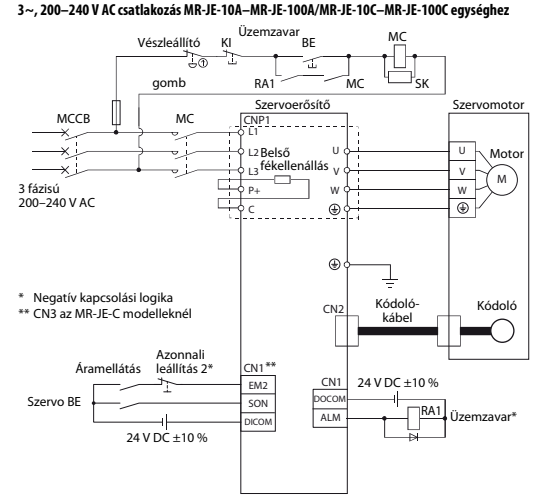 3~, 200–240 V AC csatlakozás MR-JE-10A–MR-JE-100A/MR-JE-10C–MR-JE-100C egységhez
Üzemzavar
Vészleállító
KI
BE
MC
gomb
RA1
MC
SK
MCCB
MC
Szervoerősítő
Szervomotor
CNP1
L1
L2
Belső
fékellenállás
L3
P+
C
U
V
W
U
V
W
Motor
M
3 fázisú
200–240 V AC
* Negatív kapcsolási logika
** CN3 az MR-JE-C modelleknél
CN2
Kódoló-
kábel
Kódoló
Áramellátás
Azonnali
leállítás 2*
Szervo BE
24 V DC ±10 %
CN1**
EM2
SON
DICOM
CN1
DOCOM
ALM
24 V DC ±10 %
RA1
Üzemzavar*